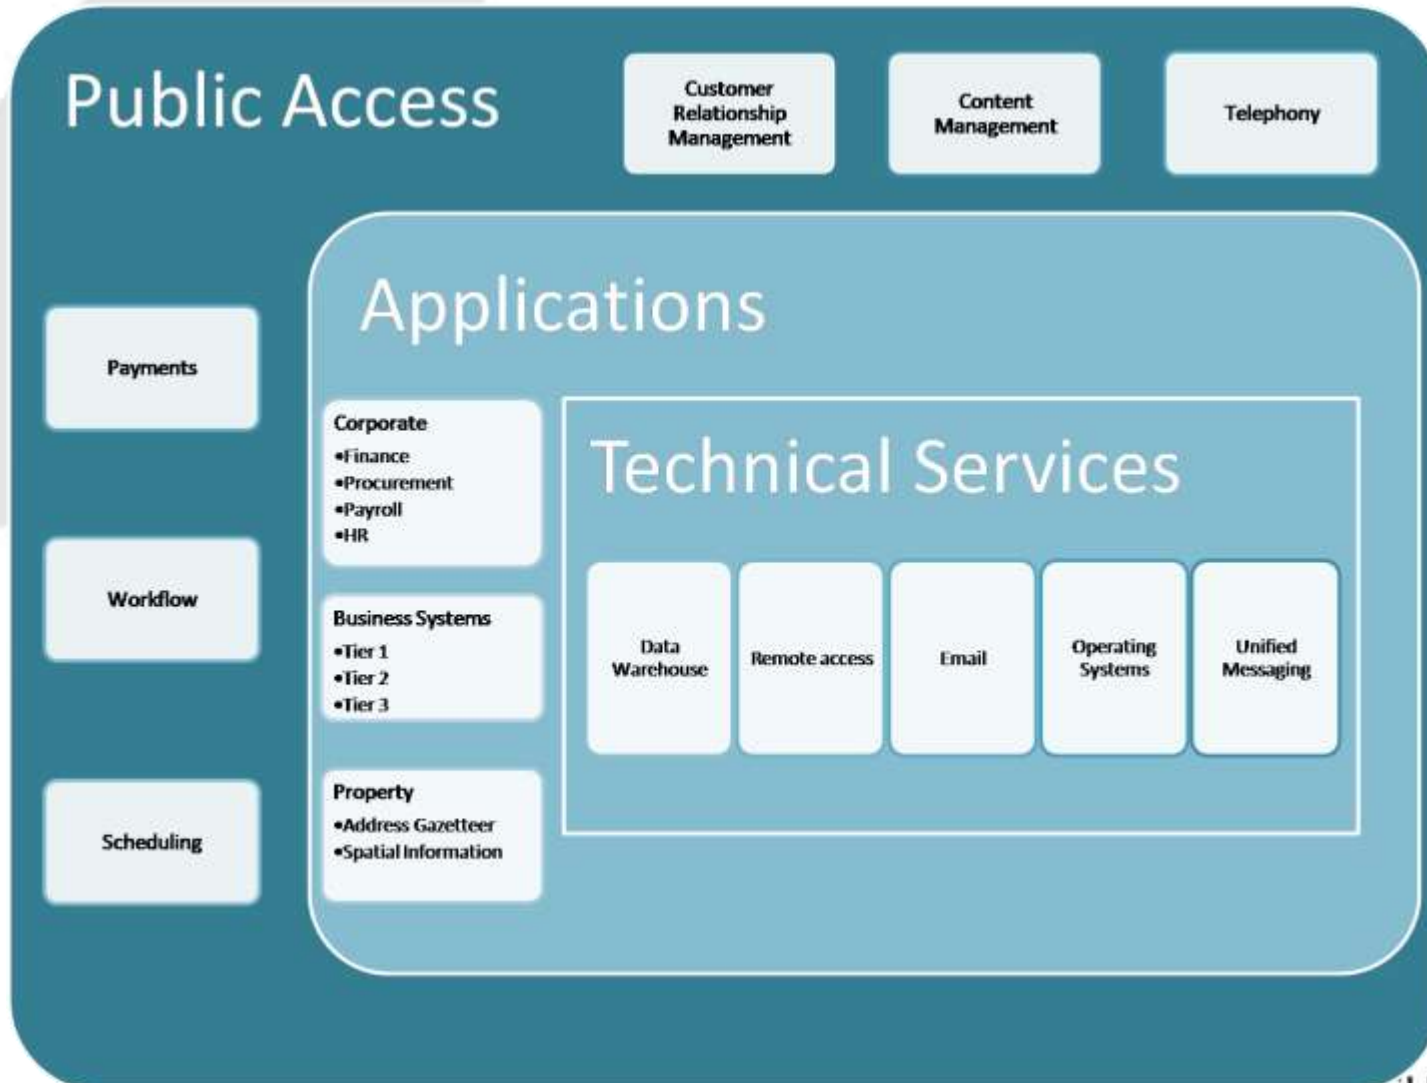 Public Access
Customer
Relationship
Management
Content
Management
Telephony
Applications
Payments
Corporate
•Finance
•Procurement
•Payroll
•HR
Technical Services
Workflow
Business Systems
•Tier 1
•Tier 2
•Tier 3
Data
Warehouse
Remote access
Email
Operating
Systems
Unified
Messaging
Property
•Address Gazetteer
•Spatial Information
Scheduling